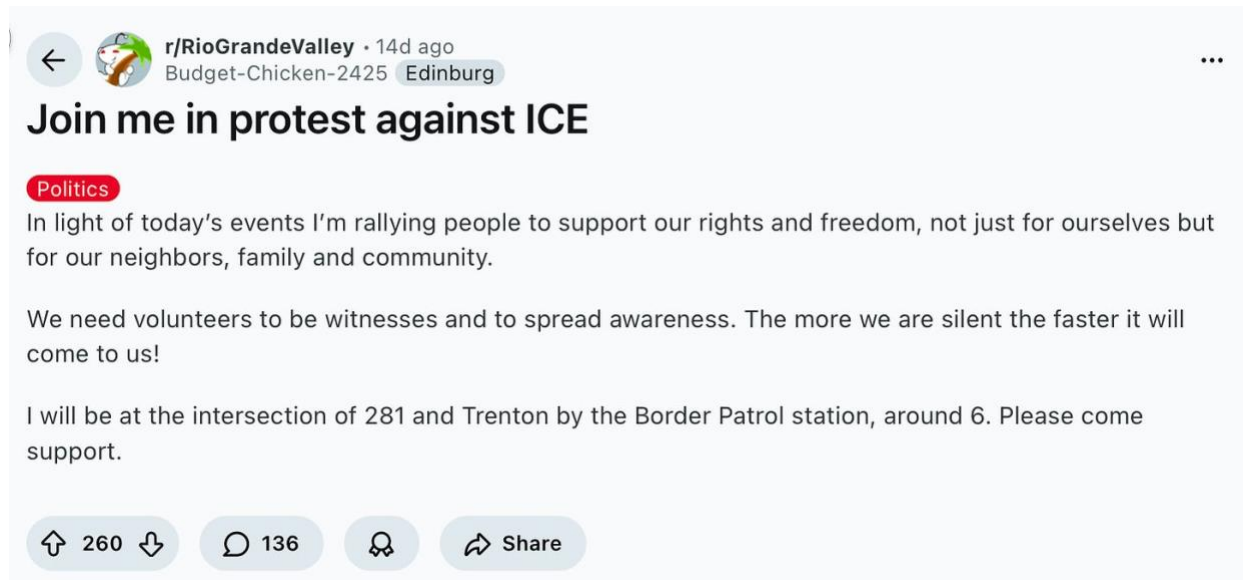 r/RioGrandeValley • 14d ago
Budget-Chicken-2425 Edinburg
Join me in protest against ICE
Politics
In light of today’s events I’m rallying people to support our rights and freedom, not just for ourselves but
for our neighbors, family and community.
We need volunteers to be witnesses and to spread awareness. The more we are silent the faster it will
come to us!
I will be at the intersection of 281 and Trenton by the Border Patrol station, around 6. Please come
support.
260 136 Share